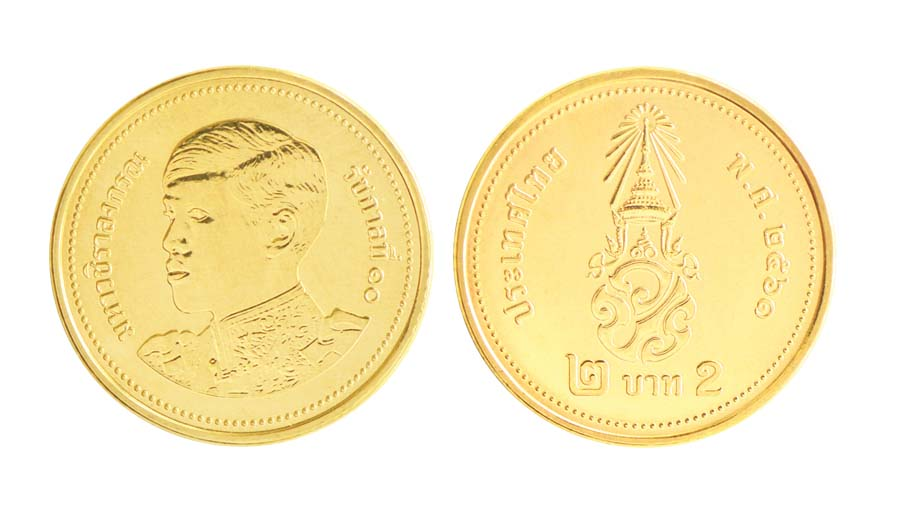 มหาวชิราลงกรณ
รัชกาลที่ ๑๐
ประเทศไทย
พ.ศ. ๒๕๖๑
๒ บาท 2